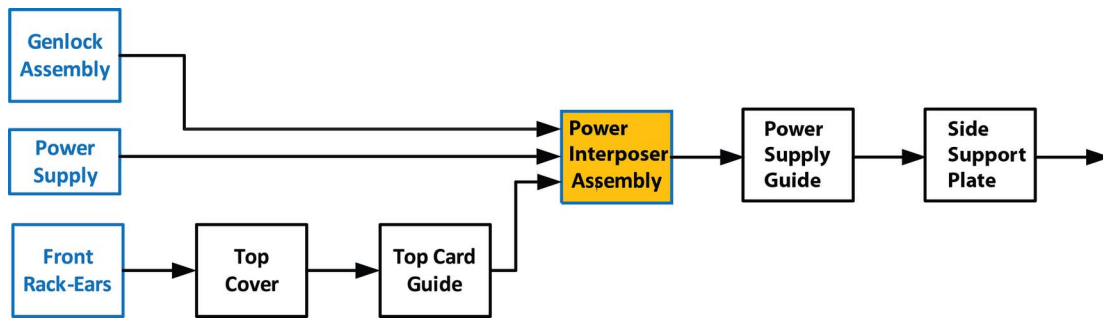 Genlock
Assembly
Power
Supply
Front
Rack-Ears
Top
Cover
Top Card
Guide
Power
Interposer
Assembly
Power
Supply
Guide
Side
Support
Plate